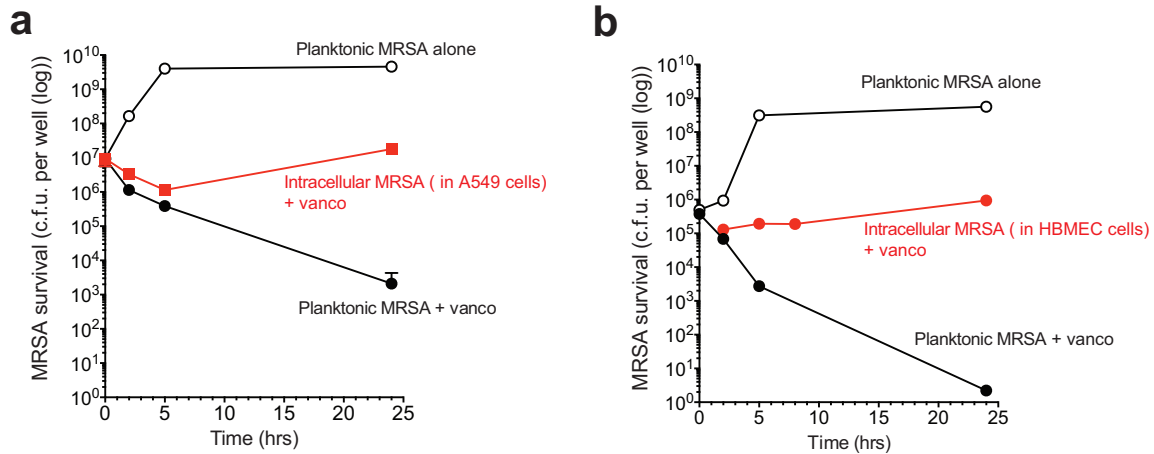 a
Planktonic MRSA alone
10^10
10^9
10^8
10^7
10^6
10^5
10^4
10^3
10^2
10^1
10^0
MRSA survival (c.f.u. per well (log))
Intracellular MRSA ( in A549 cells)
+ vanco
Planktonic MRSA + vanco
0 5 10 15 20 25
Time (hrs)
b
Planktonic MRSA alone
10^10
10^9
10^8
10^7
10^6
10^5
10^4
10^3
10^2
10^1
10^0
MRSA survival (c.f.u. per well (log))
Intracellular MRSA ( in HBMEC cells)
+ vanco
Planktonic MRSA + vanco
0 5 10 15 20 25
Time (hrs)